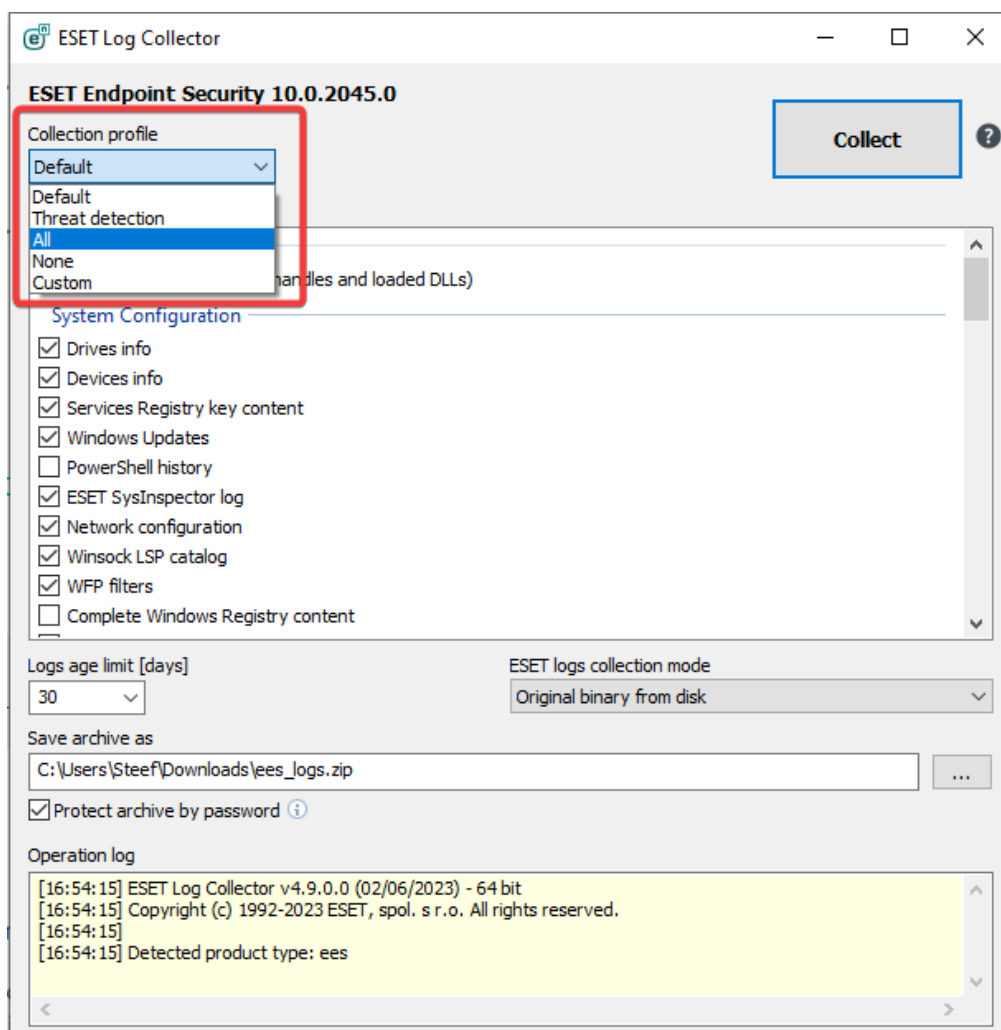 ESET Log Collector
ESET Endpoint Security 10.0.2045.0
Collection profile
Default
Collect
Default
Threat detection
All
None
Custom
handles and loaded DLLs)
System Configuration
Drives info
Devices info
Services Registry key content
Windows Updates
PowerShell history
ESET SysInspector log
Network configuration
Winsock LSP catalog
WFP filters
Complete Windows Registry content
Logs age limit [days]
ESET logs collection mode
30
Original binary from disk
Save archive as
C:\Users\Steef\Downloads\ees_logs.zip
...
Protect archive by password
Operation log
[16:54:15] ESET Log Collector v4.9.0.0 (02/06/2023) - 64 bit
[16:54:15] Copyright (c) 1992-2023 ESET, spol. s r.o. All rights reserved.
[16:54:15]
[16:54:15] Detected product type: ees